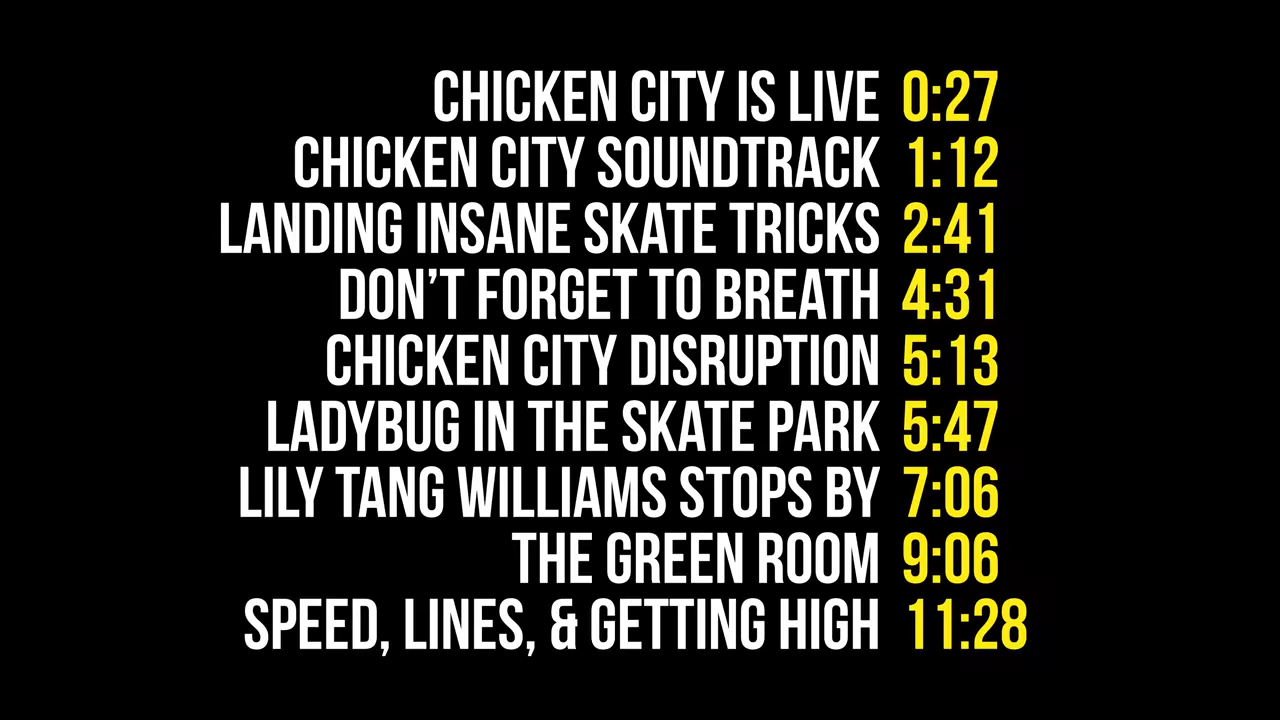 CHICKEN CITY IS LIVE 0:27
CHICKEN CITY SOUNDTRACK 1:12
LANDING INSANE SKATE TRICKS 2:41
DON’T FORGET TO BREATH 4:31
CHICKEN CITY DISRUPTION 5:13
LADYBUG IN THE SKATE PARK 5:47
LILY TANG WILLIAMS STOPS BY 7:06
THE GREEN ROOM 9:06
SPEED, LINES, & GETTING HIGH 11:28